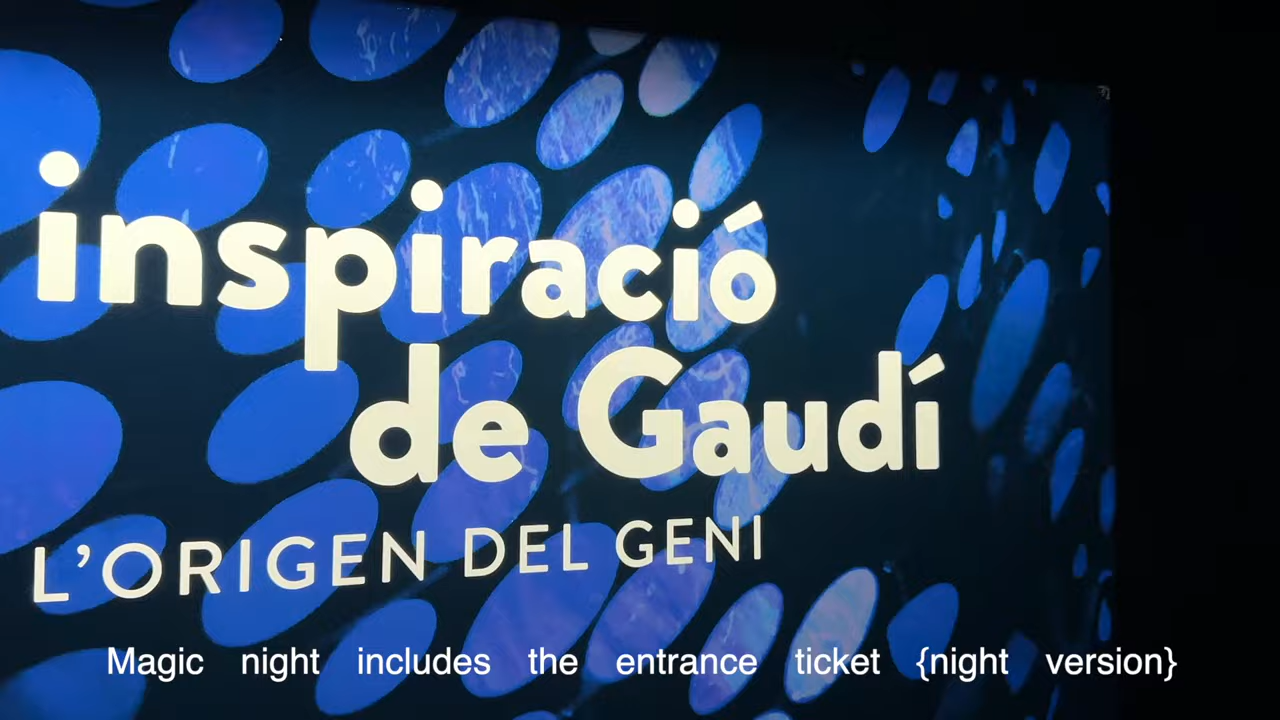 inspiració
de Gaudí
L'ORIGEN DEL GENI
Magic night includes the entrance ticket {night version}